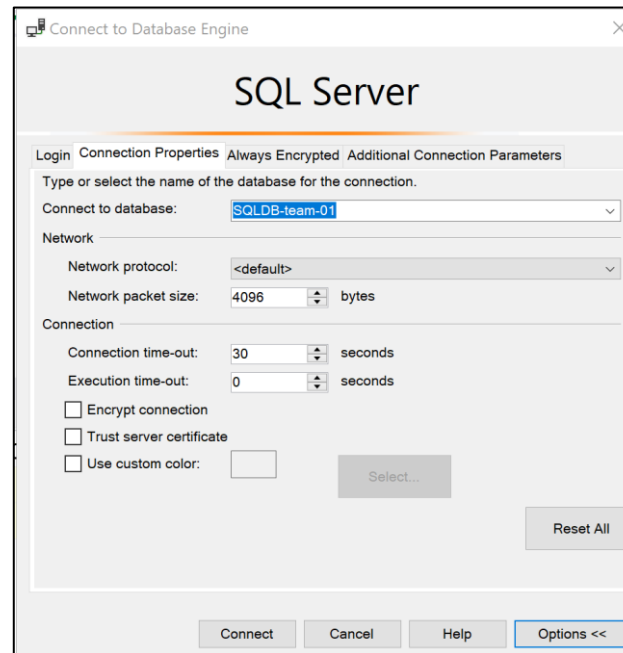 Connect to Database Engine
SQL Server
Login Connection Properties Always Encrypted Additional Connection Parameters
Type or select the name of the database for the connection.
Connect to database: SQLDB-team-01
Network
Network protocol: <default>
Network packet size: 4096 bytes
Connection
Connection time-out: 30 seconds
Execution time-out: 0 seconds
Encrypt connection
Trust server certificate
Use custom color: Select...
Reset All
Connect Cancel Help Options <<